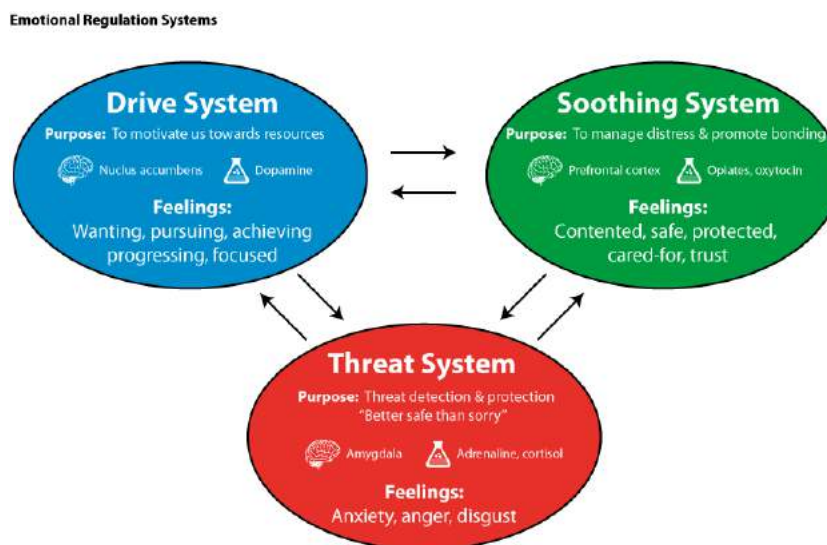 Emotional Regulation Systems
Drive System
Purpose: To motivate us towards resources
Nuclus accumbens
Dopamine
Feelings:
Wanting, pursuing, achieving
progressing, focused
Soothing System
Purpose: To manage distress & promote bonding
Prefrontal cortex
Opiates, oxytocin
Feelings:
Contented, safe, protected,
cared-for, trust
Threat System
Purpose: Threat detection & protection
“Better safe than sorry”
Amygdala
Adrenaline, cortisol
Feelings:
Anxiety, anger, disgust